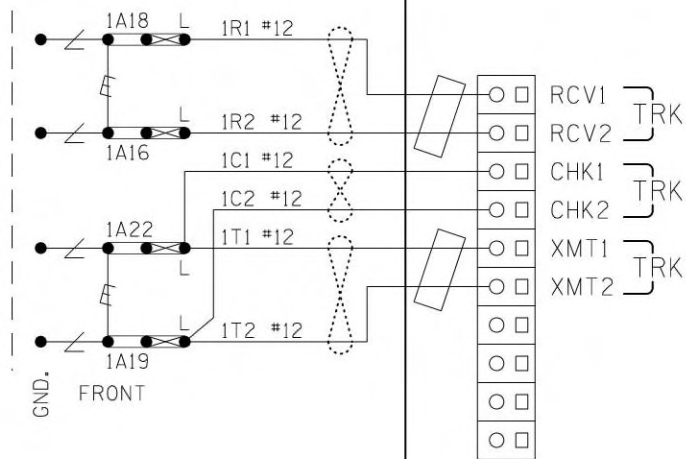 1A18 L 1R1 #12
RCV1 TRK
L 1R2 #12 RCV2
1A16
1C1 #12 CHK1 TRK
1C2 #12 CHK2
1A22 1T1 #12 XMT1 TRK
L
L 1T2 #12 XMT2
1A19
GND. FRONT